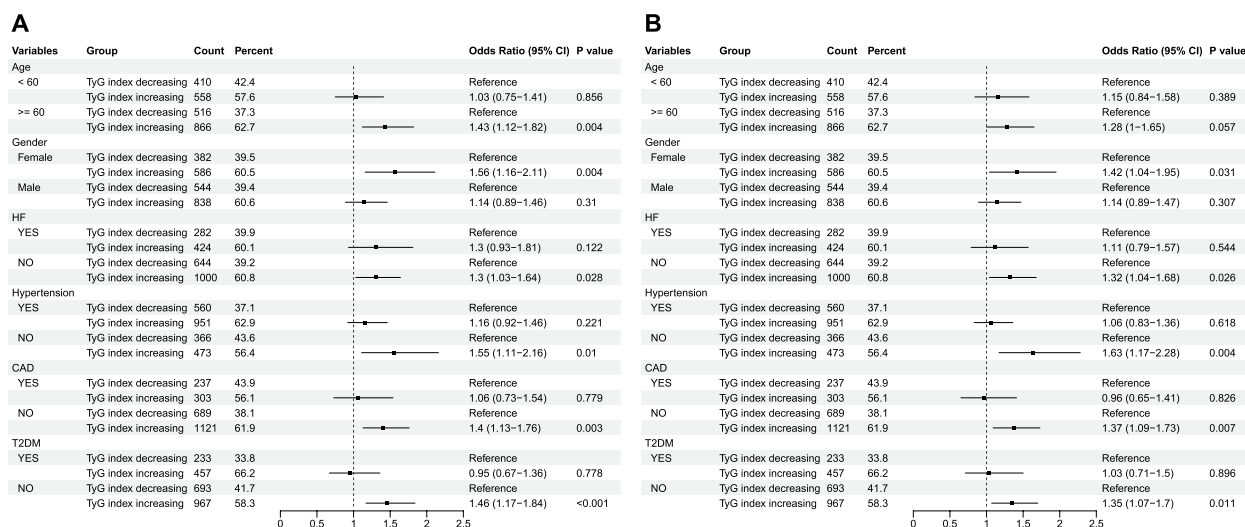 A
Variables Group Count Percent Odds Ratio (95% CI) P value
Age
< 60 TyG index decreasing 410 42.4 Reference
TyG index increasing 558 57.6 1.03 (0.75−1.41) 0.856
>= 60 TyG index decreasing 516 37.3 Reference
TyG index increasing 866 62.7 1.43 (1.12−1.82) 0.004
Gender
Female TyG index decreasing 382 39.5 Reference
TyG index increasing 586 60.5 1.56 (1.16−2.11) 0.004
Male TyG index decreasing 544 39.4 Reference
TyG index increasing 838 60.6 1.14 (0.89−1.46) 0.31
HF
YES TyG index decreasing 282 39.9 Reference
TyG index increasing 424 60.1 1.3 (0.93−1.81) 0.122
NO TyG index decreasing 644 39.2 Reference
TyG index increasing 1000 60.8 1.3 (1.03−1.64) 0.028
Hypertension
YES TyG index decreasing 560 37.1 Reference
TyG index increasing 951 62.9 1.16 (0.92−1.46) 0.221
NO TyG index decreasing 366 43.6 Reference
TyG index increasing 473 56.4 1.55 (1.11−2.16) 0.01
CAD
YES TyG index decreasing 237 43.9 Reference
TyG index increasing 303 56.1 1.06 (0.73−1.54) 0.779
NO TyG index decreasing 689 38.1 Reference
TyG index increasing 1121 61.9 1.4 (1.13−1.76) 0.003
T2DM
YES TyG index decreasing 233 33.8 Reference
TyG index increasing 457 66.2 0.95 (0.67−1.36) 0.778
NO TyG index decreasing 693 41.7 Reference
TyG index increasing 967 58.3 1.46 (1.17−1.84) <0.001
0 0.5 1 1.5 2 2.5
B
Variables Group Count Percent Odds Ratio (95% CI) P value
Age
< 60 TyG index decreasing 410 42.4 Reference
TyG index increasing 558 57.6 1.15 (0.84−1.58) 0.389
>= 60 TyG index decreasing 516 37.3 Reference
TyG index increasing 866 62.7 1.28 (1−1.65) 0.057
Gender
Female TyG index decreasing 382 39.5 Reference
TyG index increasing 586 60.5 1.42 (1.04−1.95) 0.031
Male TyG index decreasing 544 39.4 Reference
TyG index increasing 838 60.6 1.14 (0.89−1.47) 0.307
HF
YES TyG index decreasing 282 39.9 Reference
TyG index increasing 424 60.1 1.11 (0.79−1.57) 0.544
NO TyG index decreasing 644 39.2 Reference
TyG index increasing 1000 60.8 1.32 (1.04−1.68) 0.026
Hypertension
YES TyG index decreasing 560 37.1 Reference
TyG index increasing 951 62.9 1.06 (0.83−1.36) 0.618
NO TyG index decreasing 366 43.6 Reference
TyG index increasing 473 56.4 1.63 (1.17−2.28) 0.004
CAD
YES TyG index decreasing 237 43.9 Reference
TyG index increasing 303 56.1 0.96 (0.65−1.41) 0.826
NO TyG index decreasing 689 38.1 Reference
TyG index increasing 1121 61.9 1.37 (1.09−1.73) 0.007
T2DM
YES TyG index decreasing 233 33.8 Reference
TyG index increasing 457 66.2 1.03 (0.71−1.5) 0.896
NO TyG index decreasing 693 41.7 Reference
TyG index increasing 967 58.3 1.35 (1.07−1.7) 0.011
0 0.5 1 1.5 2 2.5